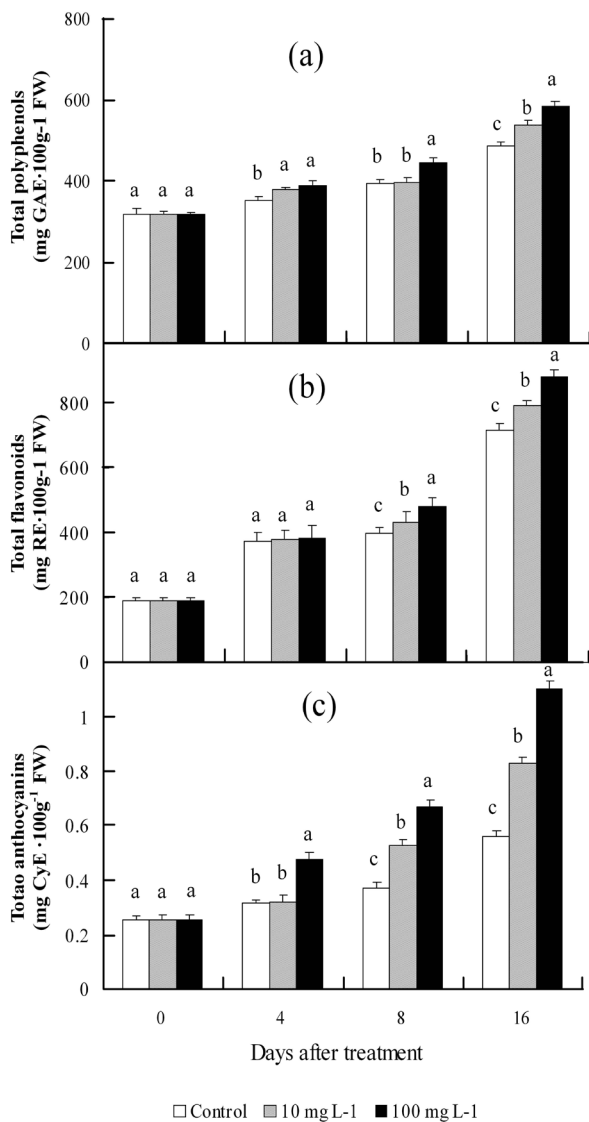 800
(a)
a
a
600
b
c
a
Total polyphenols
(mg GAE·100g-1 FW)
b a a
b b
400
a a a
200
0
(b)
a
b
800
c
Total flavonoids
(mg RE·100g-1 FW)
600
a
b
a a a
c
400
a a a
200
0
(c)
a
1
Totao anthocyanins
(mg CyE ·100g-1 FW)
0.8
b
a
0.6
a
b
c
c
0.4
b b
a a a
0.2
0
0 4 8 16
Days after treatment
Control 10 mg L-1 100 mg L-1